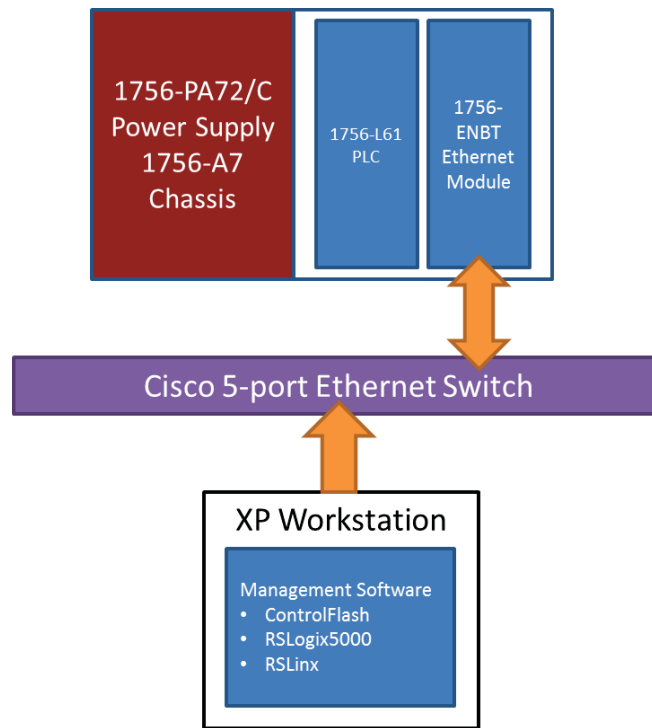 1756-PA72/C
Power Supply
1756-A7
Chassis
1756-L61
PLC
1756-
ENBT
Ethernet
Module
Cisco 5-port Ethernet Switch
XP Workstation
Management Software
• ControlFlash
• RSLogix5000
• RSLinx